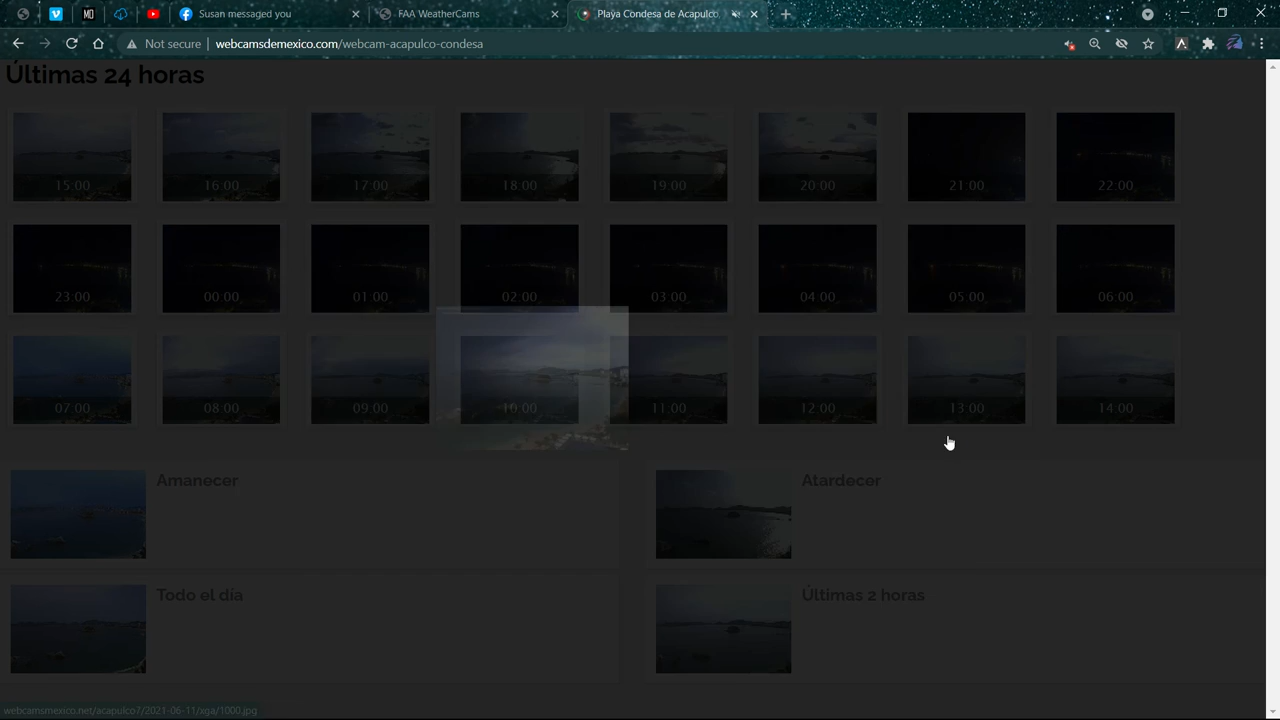 Susan messaged you
FAA WeatherCams
Playa Condesa de Acapulco,
Not secure
webcamsdemexico.com/webcam-acapulco-condesa
Últimas 24 horas
15:00 16:00 17:00 18:00 19:00 20:00 21:00 22:00
23:00 00:00 01:00 02:00 03:00 04:00 05:00 06:00
07:00 08:00 09:00 10:00 11:00 12:00 13:00 14:00
Amanecer
Atardecer
Todo el día
Últimas 2 horas
webcamsmexico.net/acapulco7/2021-06-11/xga/1000.jpg